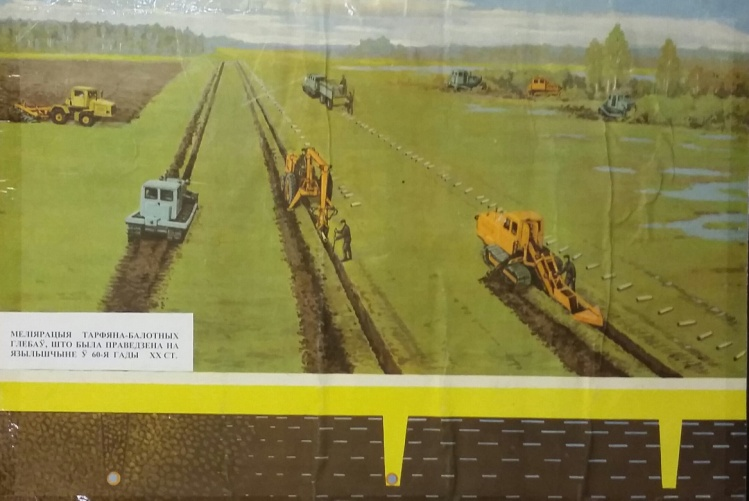 МЕЛІЯРАЦЫЯ ТАРФЯНА-БАЛОТНЫХ
ГЛЕБАЎ, ШТО БЫЛА ПРАВЕДЗЕНА НА
ЯЗЫЛЬШЧЫНЕ Ў 60-Я ГАДЫ XX СТ.